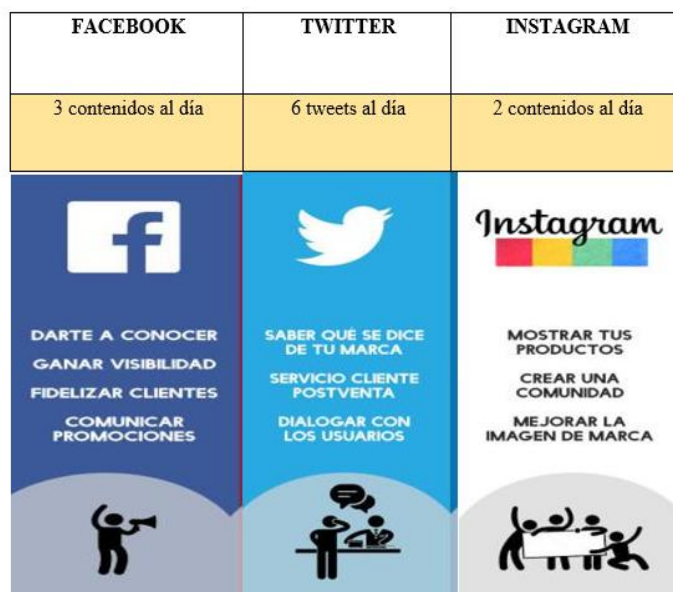 FACEBOOK
TWITTER
INSTAGRAM
3 contenidos al día
6 tweets al día
2 contenidos al día
f
DARTE A CONOCER
GANAR VISIBILIDAD
FIDELIZAR CLIENTES
COMUNICAR
PROMOCIONES
SABER QUÉ SE DICE
DE TU MARCA
SERVICIO CLIENTE
POSTVENTA
DIALOGAR CON
LOS USUARIOS
Instagram
MOSTRAR TUS
PRODUCTOS
CREAR UNA
COMUNIDAD
MEJORAR LA
IMAGEN DE MARCA